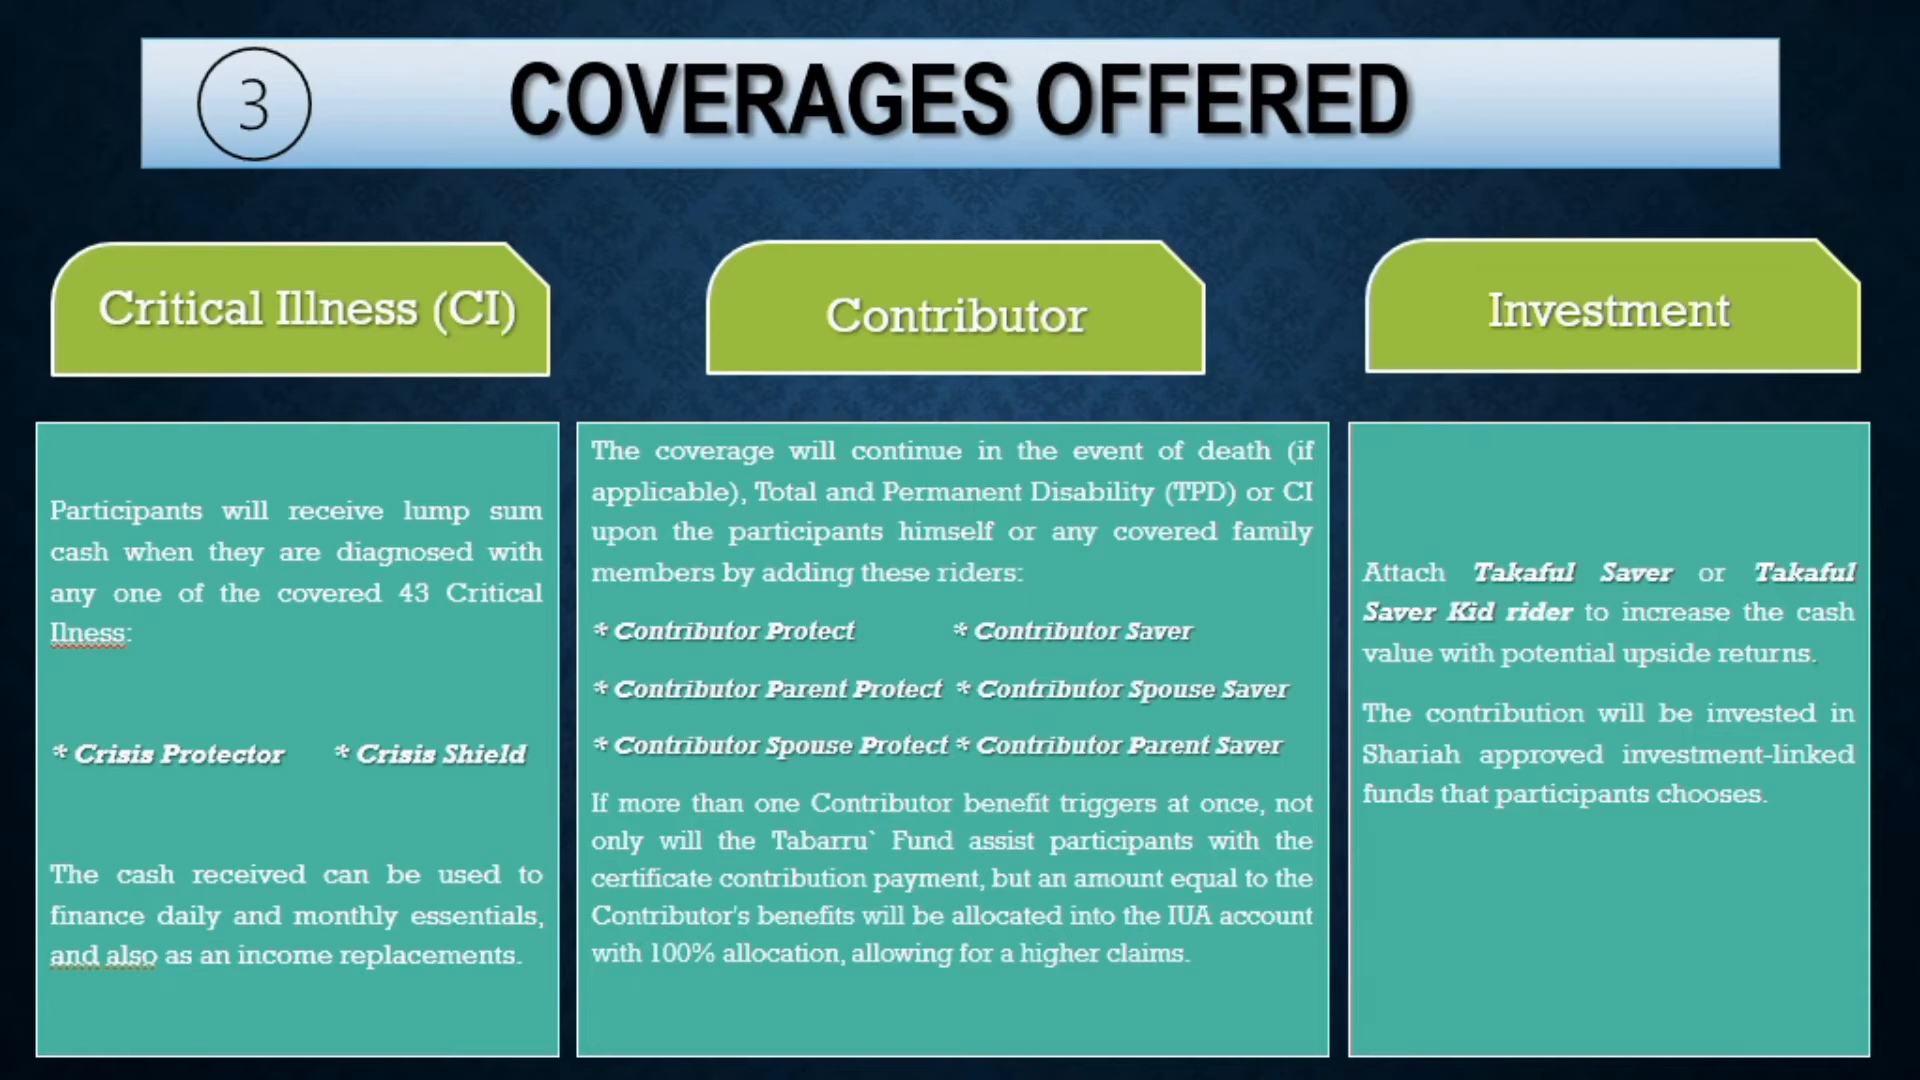 3
COVERAGES OFFERED
Critical Illness (CI)
Participants will receive lump sum
cash when they are diagnosed with
any one of the covered 43 Critical
Ilness:
* Crisis Protector * Crisis Shield
The cash received can be used to
finance daily and monthly essentials,
and also as an income replacements.
Contributor
The coverage will continue in the event of death (if
applicable), Total and Permanent Disability (TPD) or CI
upon the participants himself or any covered family
members by adding these riders:
* Contributor Protect * Contributor Saver
* Contributor Parent Protect * Contributor Spouse Saver
* Contributor Spouse Protect * Contributor Parent Saver
If more than one Contributor benefit triggers at once, not
only will the Tabarru` Fund assist participants with the
certificate contribution payment, but an amount equal to the
Contributor's benefits will be allocated into the IUA account
with 100% allocation, allowing for a higher claims.
Investment
Attach Takaful Saver or Takaful
Saver Kid rider to increase the cash
value with potential upside returns.
The contribution will be invested in
Shariah approved investment-linked
funds that participants chooses.